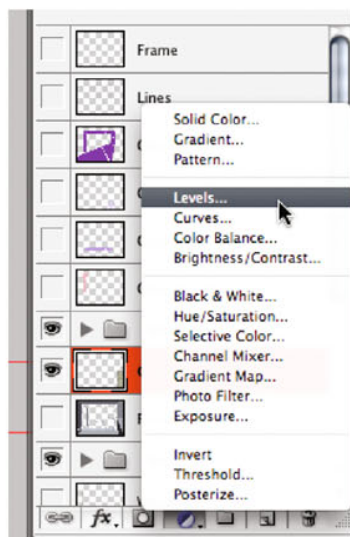 Frame
Lines
Solid Color...
Gradient...
Pattern...
Levels...
Curves...
Color Balance...
Brightness/Contrast...
Black & White...
Hue/Saturation...
Selective Color...
Channel Mixer...
Gradient Map...
Photo Filter...
Exposure...
Invert
Threshold...
Posterize...
fx.